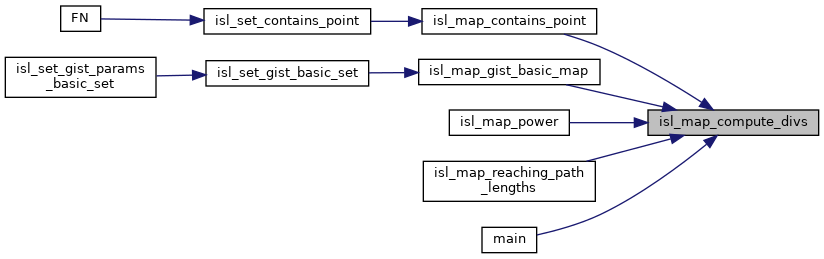 FN
isl_set_contains_point
isl_map_contains_point
isl_set_gist_params
_basic_set
isl_set_gist_basic_set
isl_map_gist_basic_map
isl_map_power
isl_map_compute_divs
isl_map_reaching_path
_lengths
main